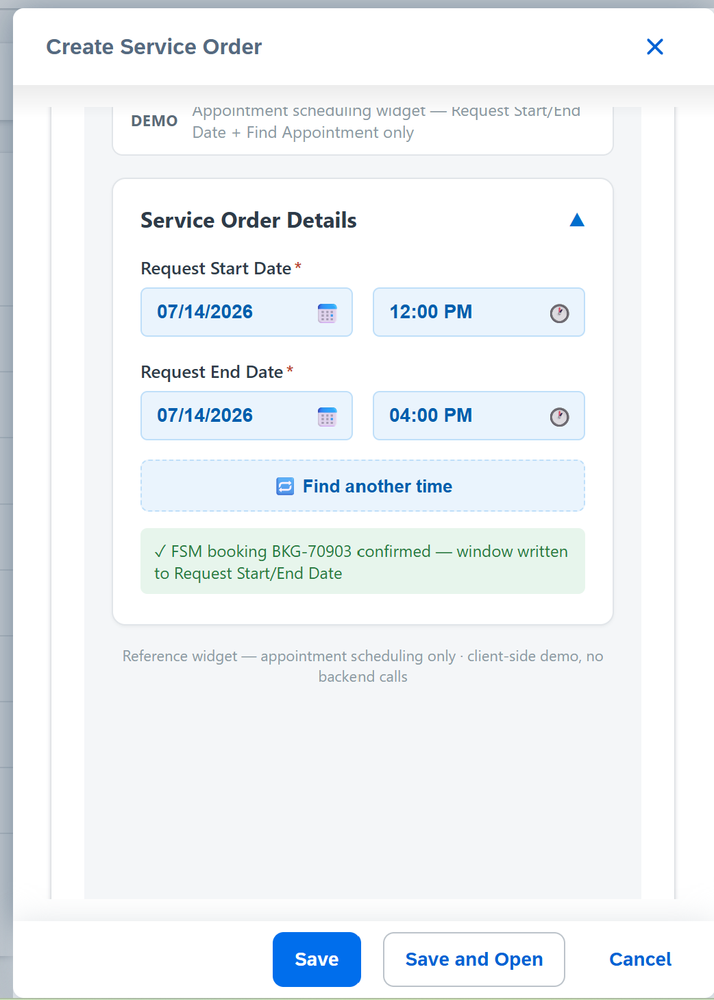 Create Service Order
Appointment scheduling widget — Request Start/End
DEMO
Date + Find Appointment only
Service Order Details
Request Start Date*
07/14/2026
12:00 PM
Request End Date*
07/14/2026
04:00 PM
Find another time
✓ FSM booking BKG-70903 confirmed — window written
to Request Start/End Date
Reference widget — appointment scheduling only · client-side demo, no
backend calls
Save
Save and Open
Cancel